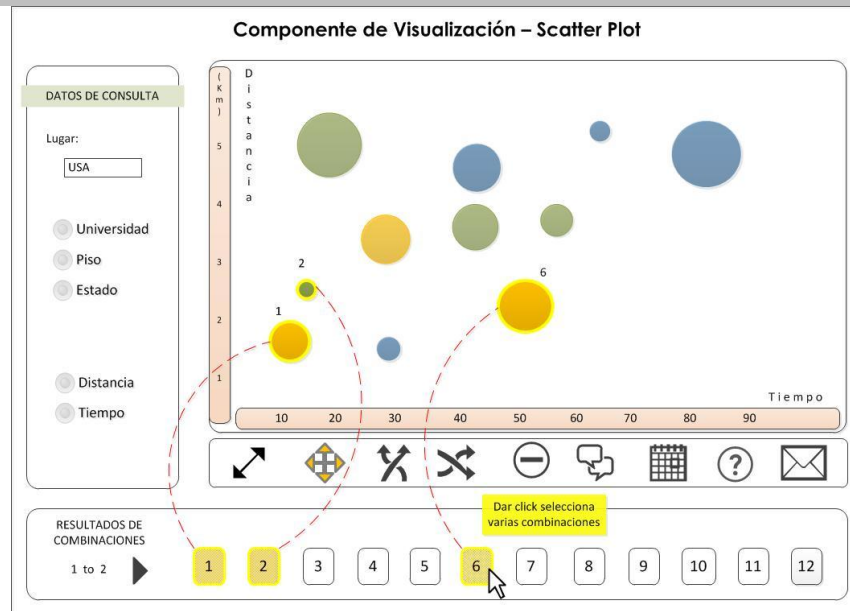 Componente de Visualización – Scatter Plot
DATOS DE CONSULTA
Lugar:
USA
Universidad
Piso
Estado
Distancia
Tiempo
(Km)
Distancia
5
4
3
2
1
2
1
6
Tiempo
10 20 30 40 50 60 70 80 90
?
Dar click selecciona
varias combinaciones
RESULTADOS DE
COMBINACIONES
1 to 2
1 2 3 4 5 6 7 8 9 10 11 12